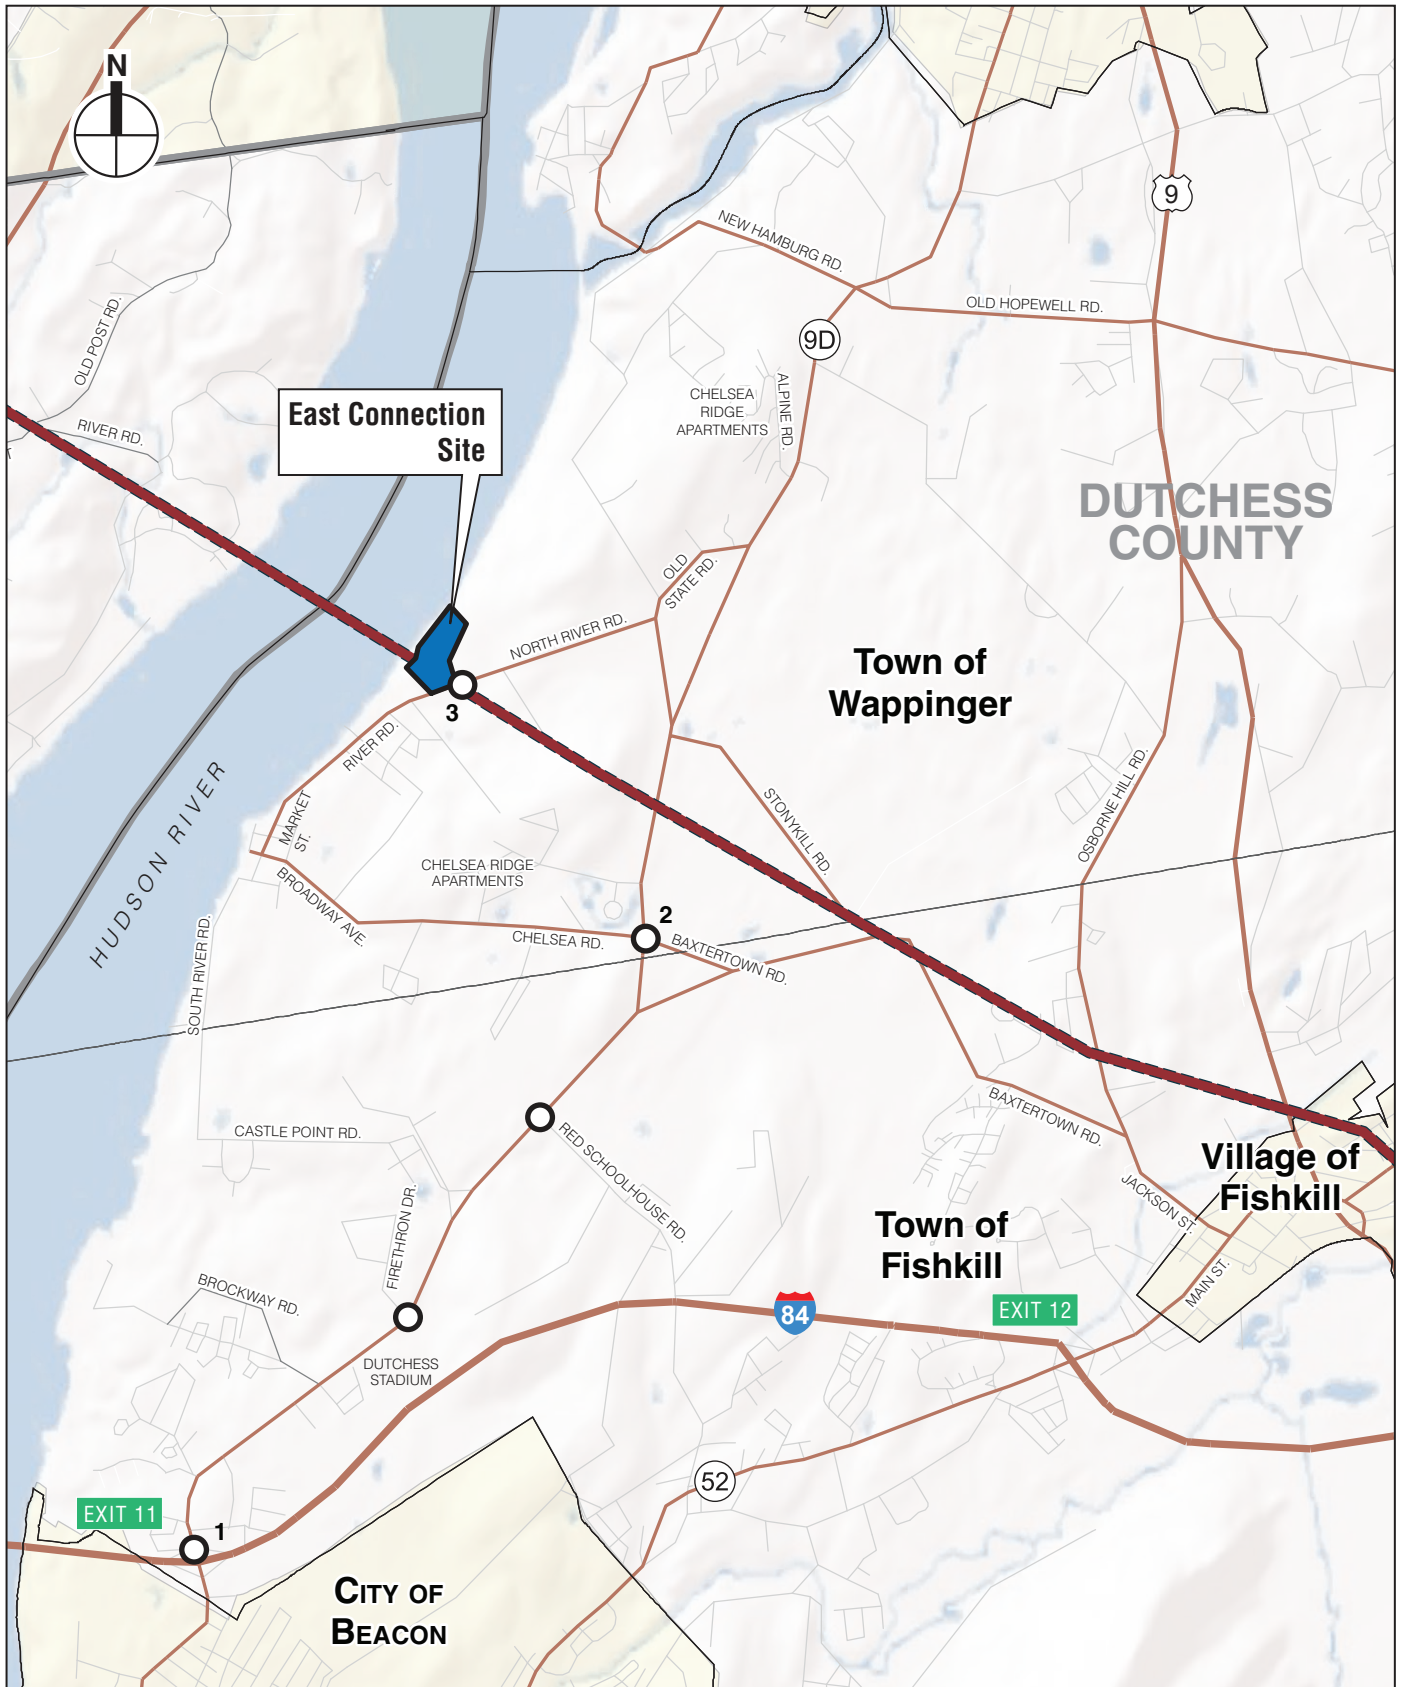 N
9
NEW HAMBURG RD.
OLD HOPEWELL RD.
OLD POST RD.
9D
ALPINE RD.
CHELSEA
RIDGE
APARTMENTS
East Connection
Site
RIVER RD.
DUTCHESS
COUNTY
OLD
STATE RD.
NORTH RIVER RD.
Town of
Wappinger
3
RIVER RD.
HUDSON RIVER
MARKET
ST.
STONYKILL RD.
OSBORNE HILL RD.
CHELSEA RIDGE
APARTMENTS
BROADWAY AVE.
2
CHELSEA RD.
BAXTERTOWN RD.
SOUTH RIVER RD.
BAXTERTOWN RD.
CASTLE POINT RD.
RED SCHOOLHOUSE RD.
Village of
Fishkill
JACKSON ST.
FIRETHRON DR.
Town of
Fishkill
MAIN ST.
BROCKWAY RD.
84
EXIT 12
DUTCHESS
STADIUM
52
EXIT 11
1
CITY OF
BEACON